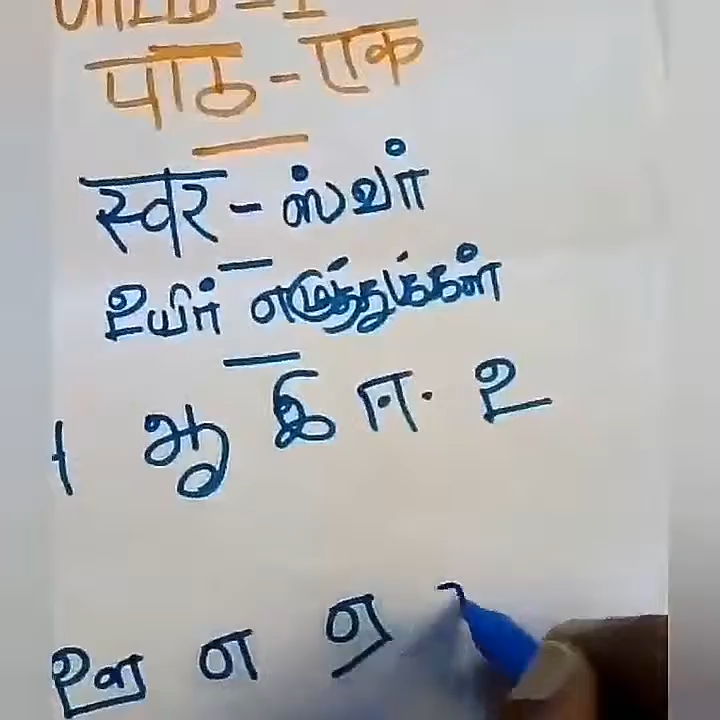 पाठ - एक
स्वर - ஸ்வர்
உயிர் எழுத்துக்கள்
ஆ இ ஈ உ
ஊ எ ஏ